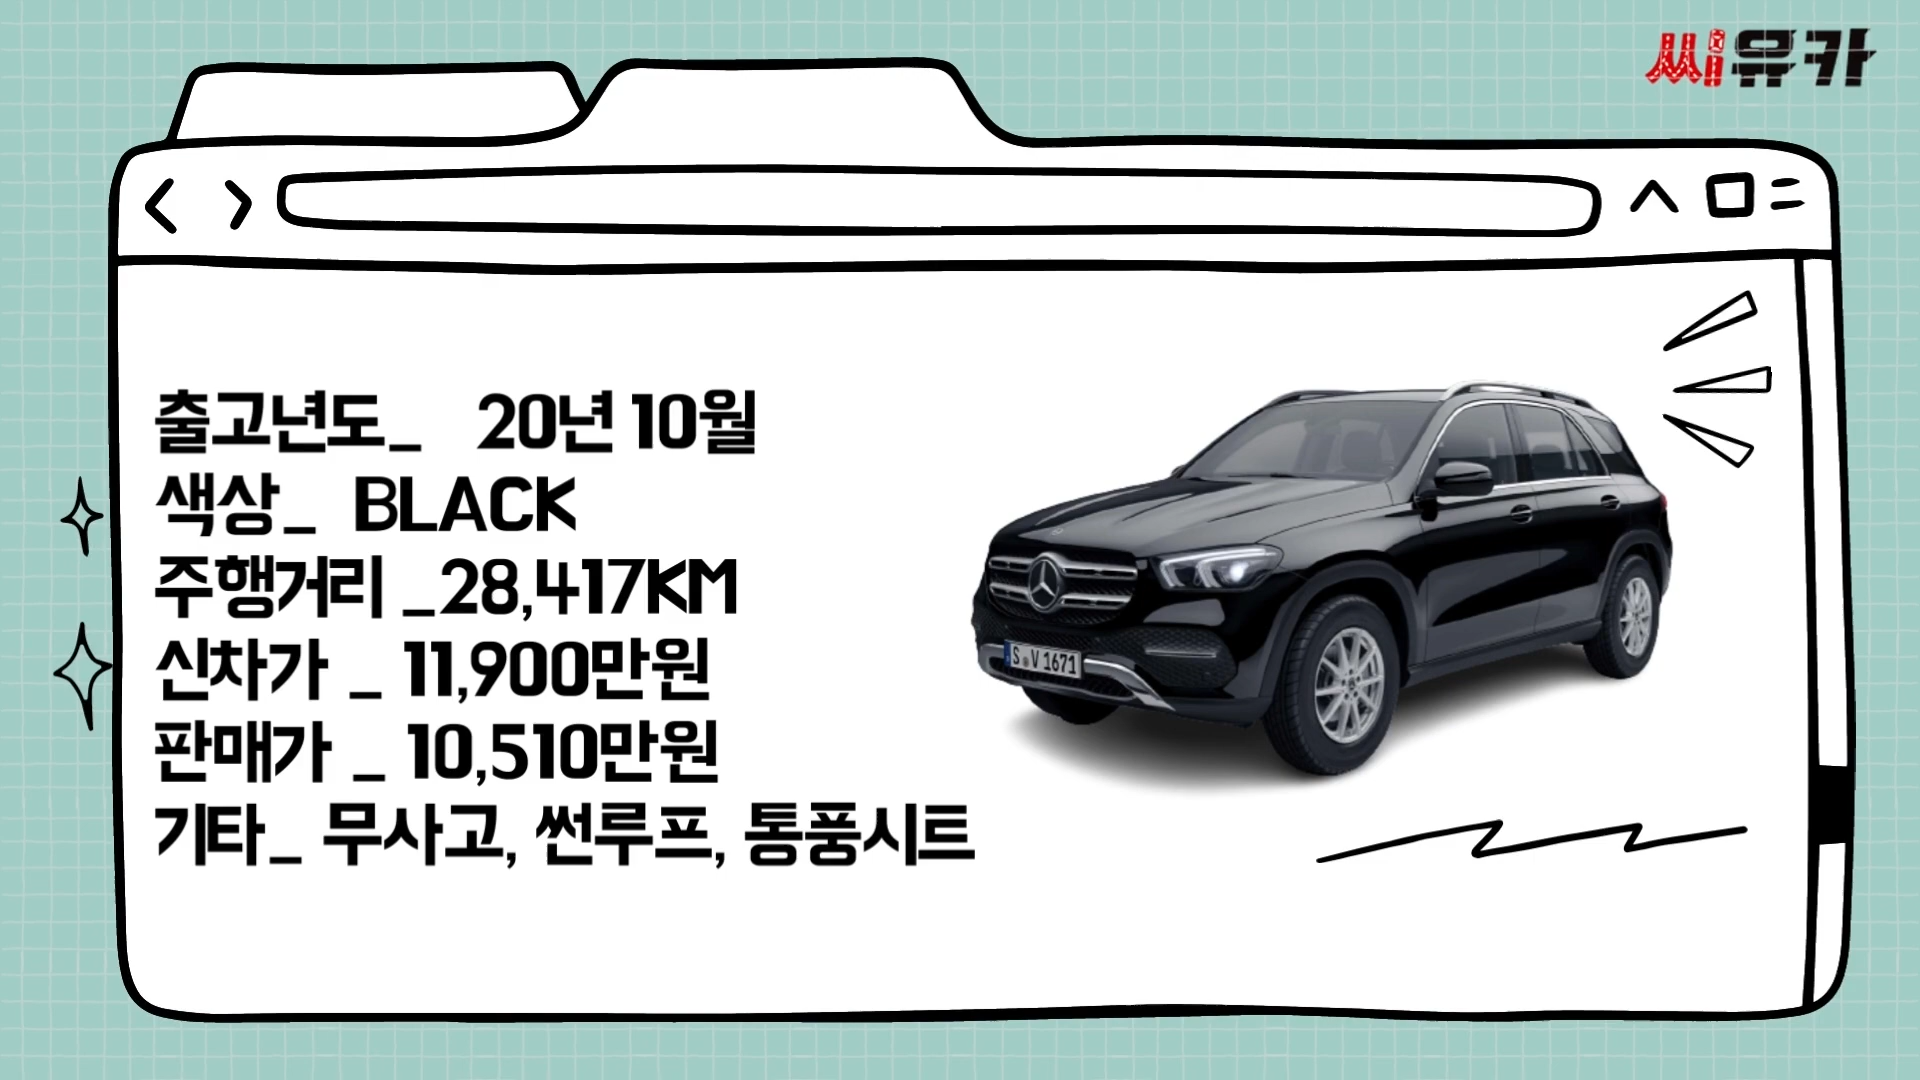 씨유카
출고년도_ 20년 10월
색상_ BLACK
주행거리 _28,417KM
신차가 _ 11,900만원
판매가 _ 10,510만원
기타_ 무사고, 썬루프, 통풍시트
S V 1671